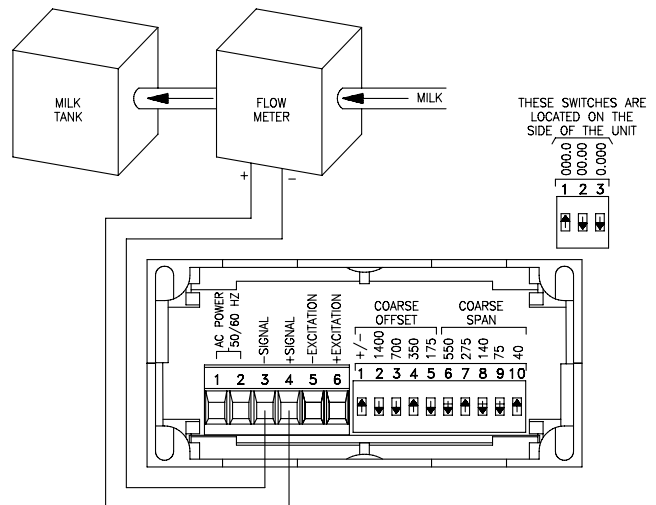 MILK
TANK
FLOW
METER
MILK
+
−
THESE SWITCHES ARE
LOCATED ON THE
SIDE OF THE UNIT
000.0
00.00
0.000
1 2 3
AC POWER
50/60 HZ
−SIGNAL
+SIGNAL
−EXCITATION
+EXCITATION
1 2 3 4 5 6
COARSE
OFFSET
COARSE
SPAN
+/−
1400
700
350
175
550
275
140
75
40
1 2 3 4 5 6 7 8 9 10